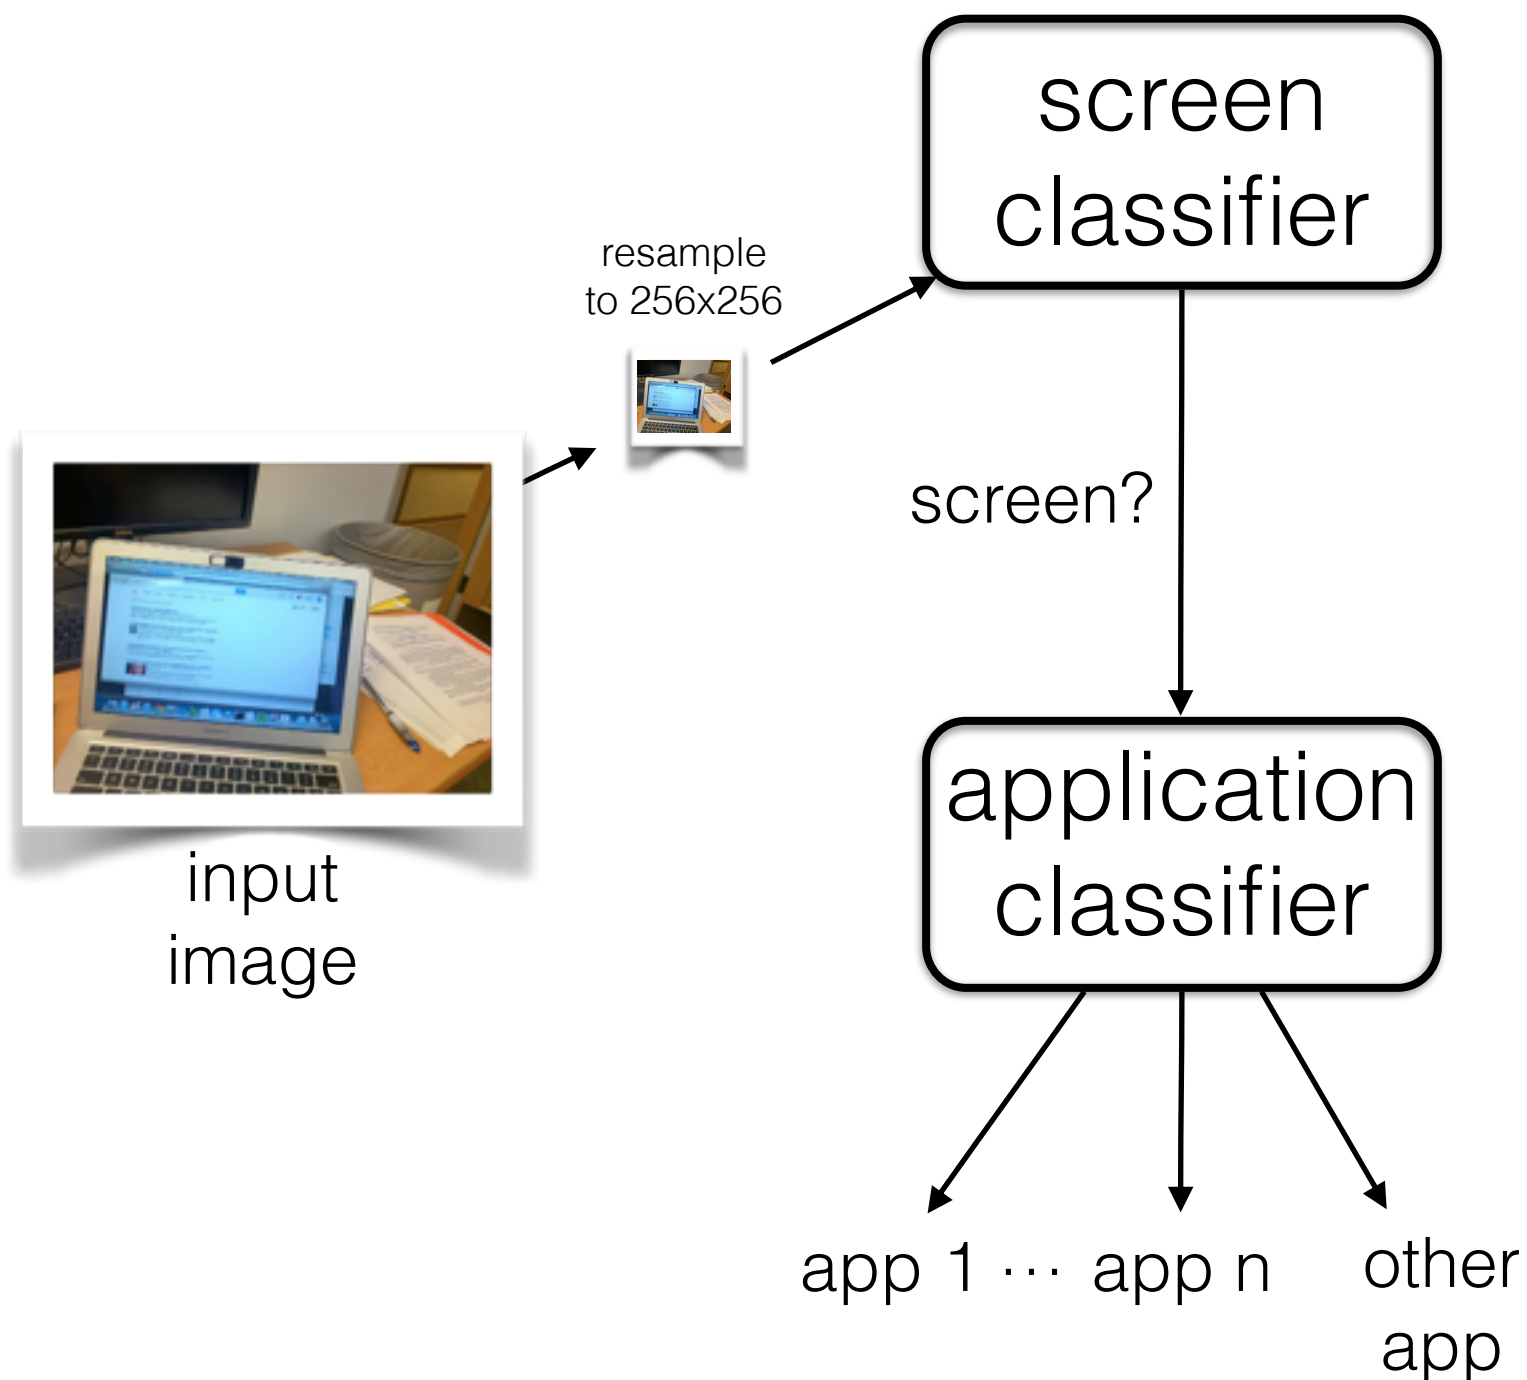 screen
classifier
resample
to 256x256
screen?
input
image
application
classifier
app 1 ... app n
other
app